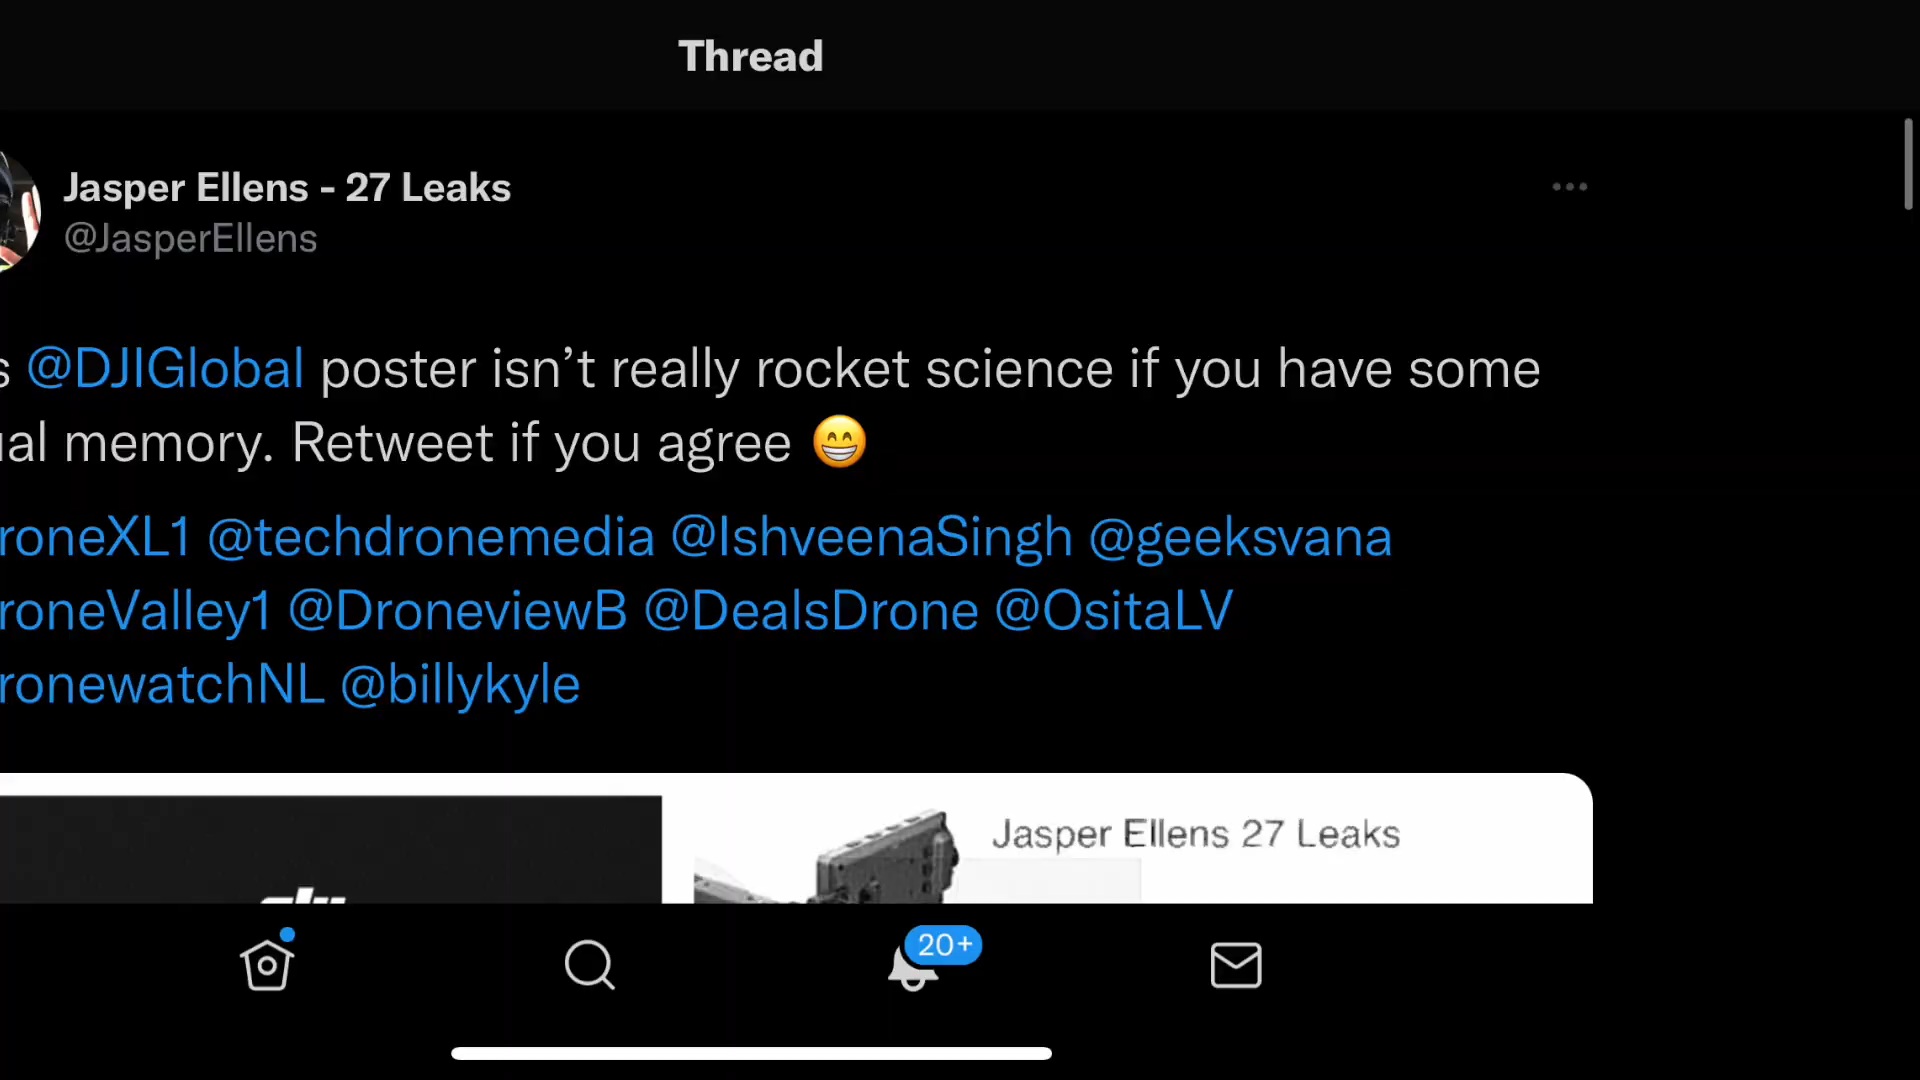 Thread
Jasper Ellens - 27 Leaks
@JasperEllens
@DJIGlobal poster isn’t really rocket science if you have some
memory. Retweet if you agree
roneXL1 @techdronemedia @IshveenaSingh @geeksvana
roneValley1 @DroneviewB @DealsDrone @OsitaLV
ronewatchNL @billykyle
Jasper Ellens 27 Leaks
20+